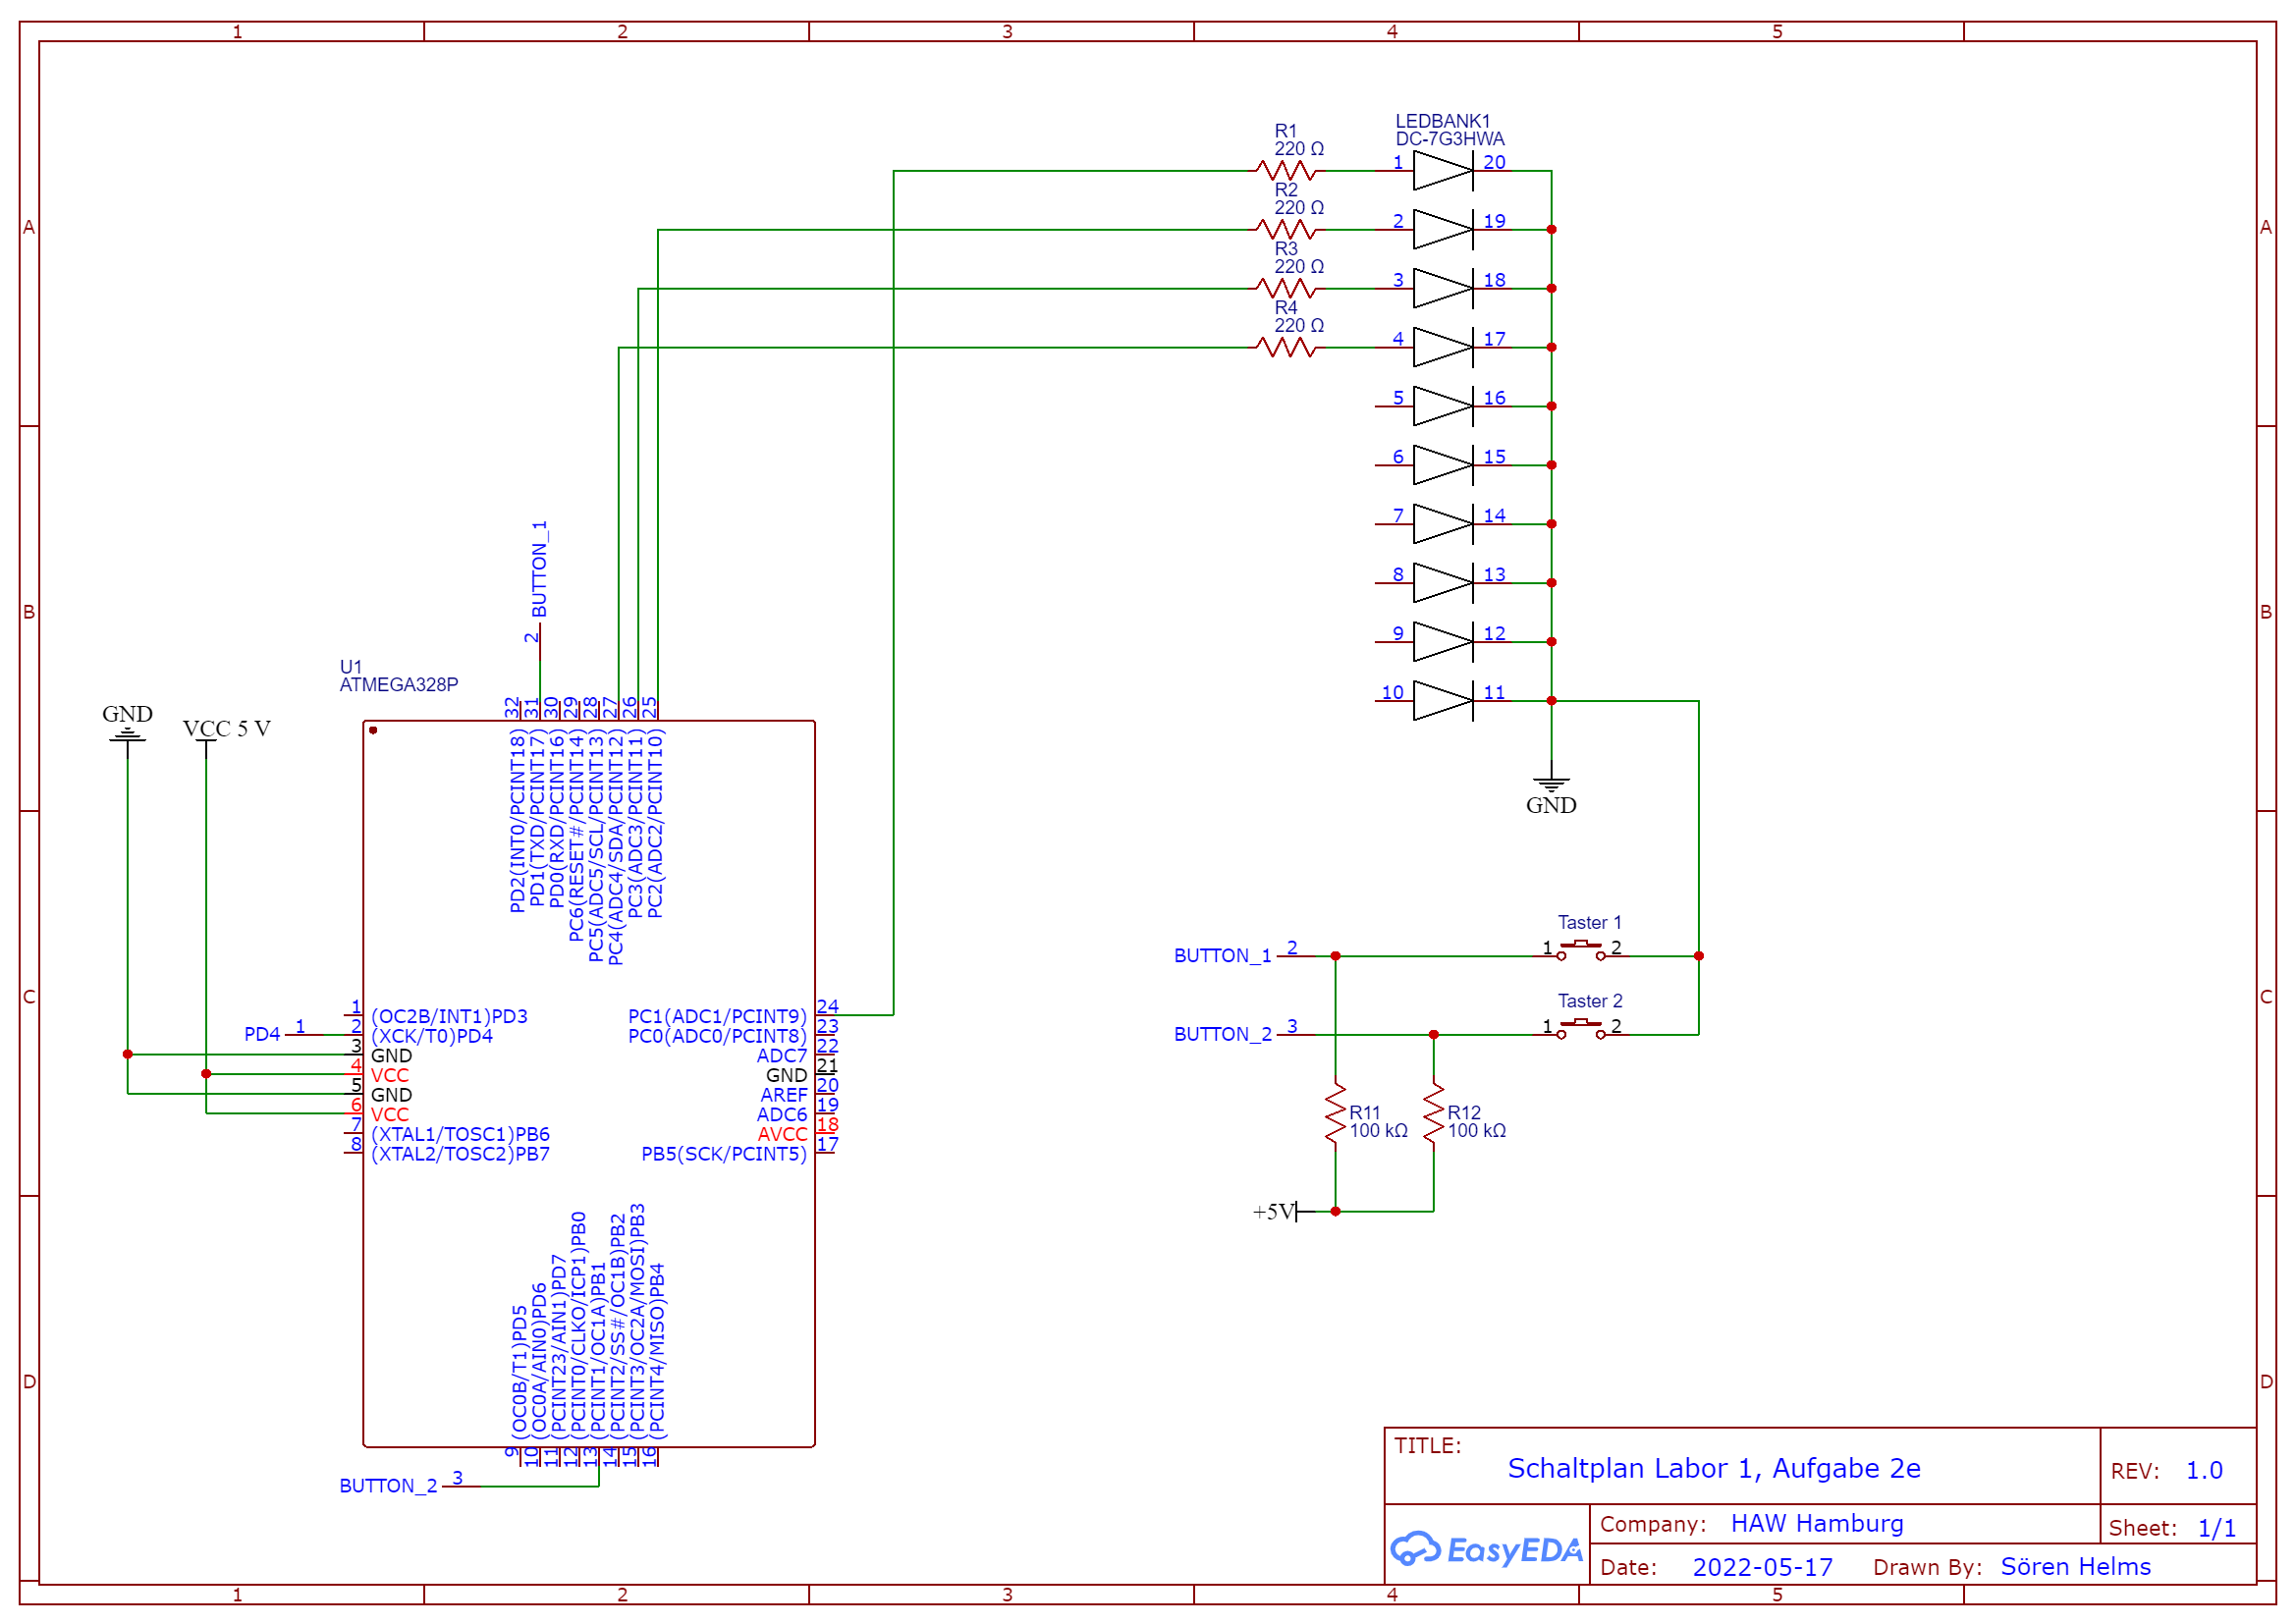 1 2 3 4 5
A A
B B
C C
D D
LEDBANK1
DC-7G3HWA
R1
220 Ω
1 20
R2
220 Ω
2 19
R3
220 Ω
3 18
R4
220 Ω
4 17
5 16
6 15
7 14
8 13
9 12
10 11
GND
BUTTON_1
2
U1
ATMEGA328P
GND
VCC 5 V
32 31 30 29 28 27 26 25
PD2(INT0/PCINT18)
PD1(TXD/PCINT17)
PD0(RXD/PCINT16)
PC6(RESET#/PCINT14)
PC5(ADC5/SCL/PCINT13)
PC4(ADC4/SDA/PCINT12)
PC3(ADC3/PCINT11)
PC2(ADC2/PCINT10)
PD4 1
1 (OC2B/INT1)PD3
2 (XCK/T0)PD4
3 GND
4 VCC
5 GND
6 VCC
7 (XTAL1/TOSC1)PB6
8 (XTAL2/TOSC2)PB7
PC1(ADC1/PCINT9) 24
PC0(ADC0/PCINT8) 23
ADC7 22
GND 21
AREF 20
ADC6 19
AVCC 18
PB5(SCK/PCINT5) 17
(OC0B/T1)PD5
(OC0A/AIN0)PD6
(PCINT23/AIN1)PD7
(PCINT0/CLKO/ICP1)PB0
(PCINT1/OC1A)PB1
(PCINT2/SS#/OC1B)PB2
(PCINT3/OC2A/MOSI)PB3
(PCINT4/MISO)PB4
9 10 11 12 13 14 15 16
BUTTON_2 3
Taster 1
BUTTON_1 2 1 2
Taster 2
BUTTON_2 3 1 2
R11
100 kΩ
R12
100 kΩ
+5V
TITLE:
Schaltplan Labor 1, Aufgabe 2e
REV: 1.0
EasyEDA
Company: HAW Hamburg
Sheet: 1/1
Date: 2022-05-17 Drawn By: Sören Helms
1 2 3 4 5